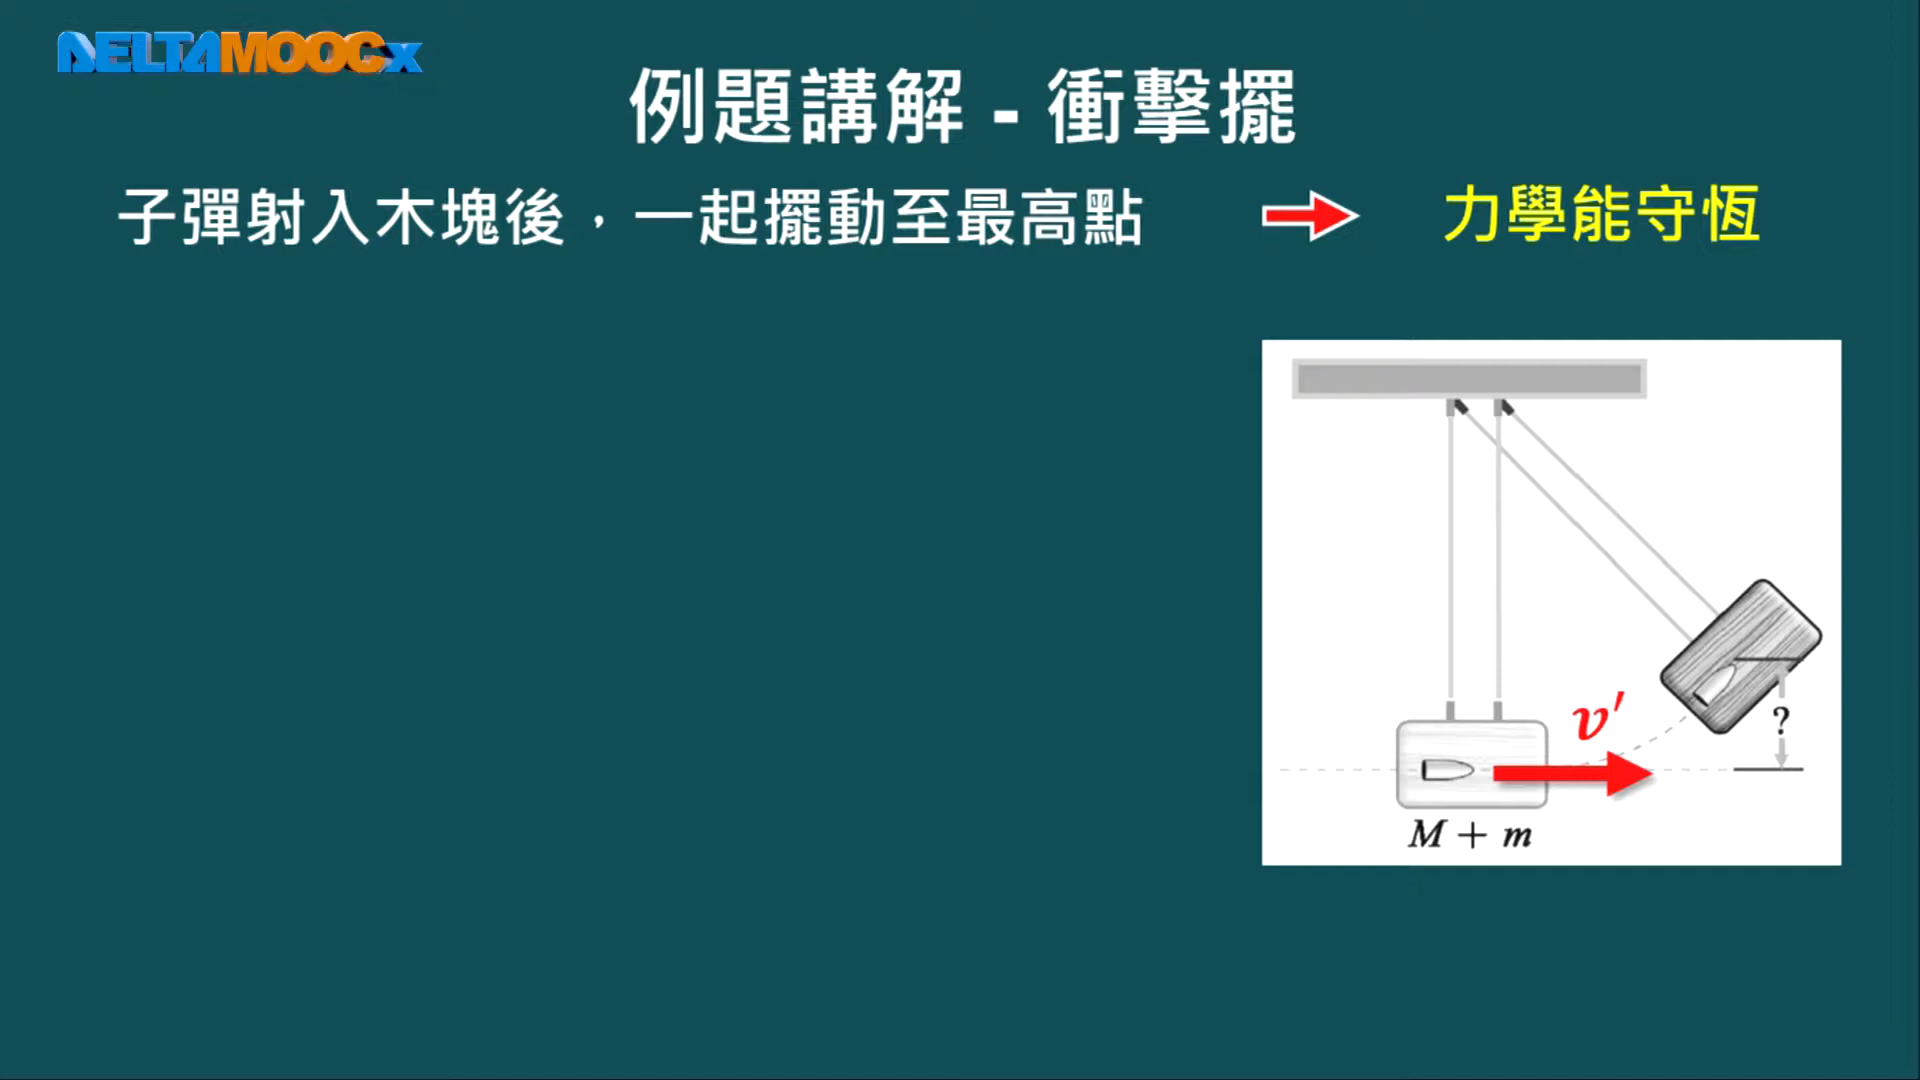 DELTAMOOCx
例題講解 - 衝擊擺
子彈射入木塊後，一起擺動至最高點
力學能守恆
v′
?
M + m